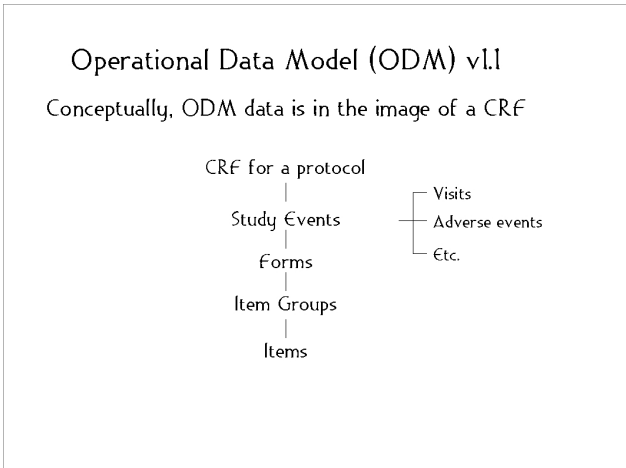 Operational Data Model (ODM) v1.1
Conceptually, ODM data is in the image of a CRF
CRF for a protocol
Study Events
Visits
Adverse events
Etc.
Forms
Item Groups
Items